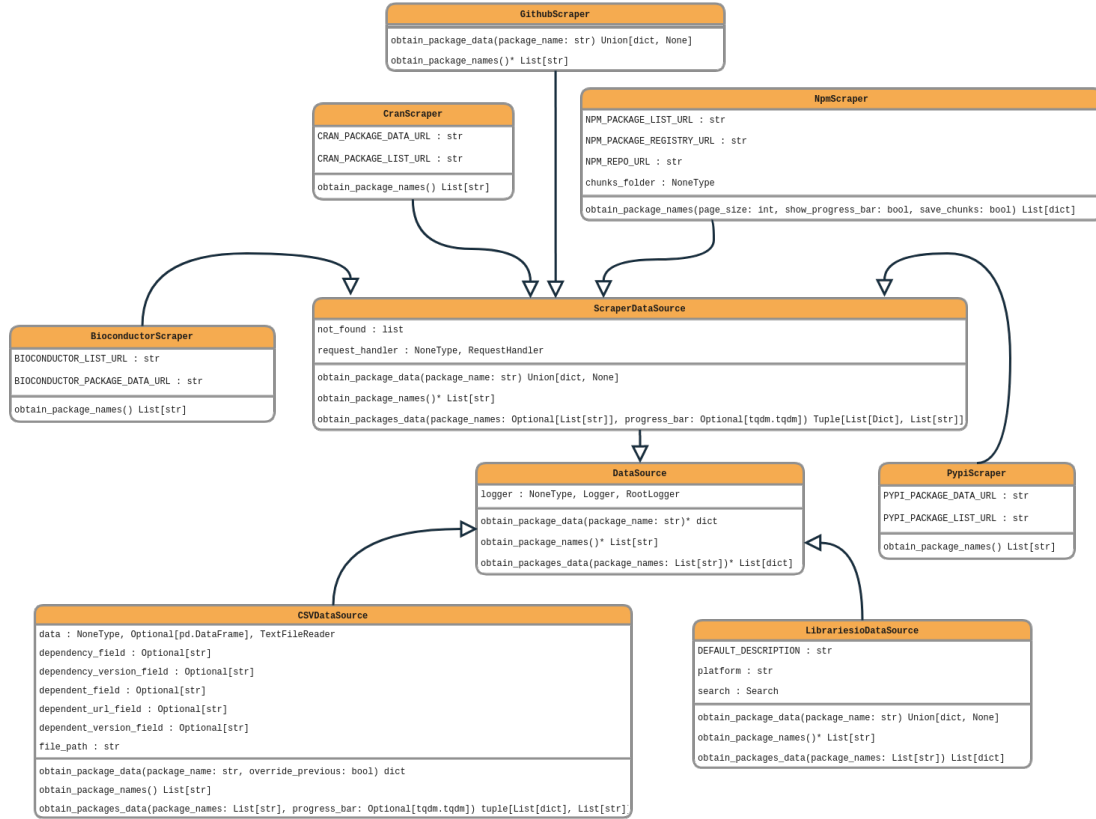 GithubScraper
obtain_package_data(package_name: str) Union[dict, None]
obtain_package_names()* List[str]
CranScraper
CRAN_PACKAGE_DATA_URL : str
CRAN_PACKAGE_LIST_URL : str
obtain_package_names() List[str]
NpmScraper
NPM_PACKAGE_LIST_URL : str
NPM_PACKAGE_REGISTRY_URL : str
NPM_REPO_URL : str
chunks_folder : NoneType
obtain_package_names(page_size: int, show_progress_bar: bool, save_chunks: bool) List[dict]
ScraperDataSource
not_found : list
request_handler : NoneType, RequestHandler
obtain_package_data(package_name: str) Union[dict, None]
obtain_package_names()* List[str]
obtain_packages_data(package_names: Optional[List[str]], progress_bar: Optional[tqdm.tqdm]) Tuple[List[Dict], List[str]]
BioconductorScraper
BIOCONDUCTOR_LIST_URL : str
BIOCONDUCTOR_PACKAGE_DATA_URL : str
obtain_package_names() List[str]
DataSource
logger : NoneType, Logger, RootLogger
obtain_package_data(package_name: str)* dict
obtain_package_names()* List[str]
obtain_packages_data(package_names: List[str])* List[dict]
PypiScraper
PYPI_PACKAGE_DATA_URL : str
PYPI_PACKAGE_LIST_URL : str
obtain_package_names() List[str]
CSVDataSource
data : NoneType, Optional[pd.DataFrame], TextFileReader
dependency_field : Optional[str]
dependency_version_field : Optional[str]
dependent_field : Optional[str]
dependent_url_field : Optional[str]
dependent_version_field : Optional[str]
file_path : str
obtain_package_data(package_name: str, override_previous: bool) dict
obtain_package_names() List[str]
obtain_packages_data(package_names: List[str], progress_bar: Optional[tqdm.tqdm]) tuple[List[dict], List[str]]
LibrariesioDataSource
DEFAULT_DESCRIPTION : str
platform : str
search : Search
obtain_package_data(package_name: str) Union[dict, None]
obtain_package_names()* List[str]
obtain_packages_data(package_names: List[str]) List[dict]